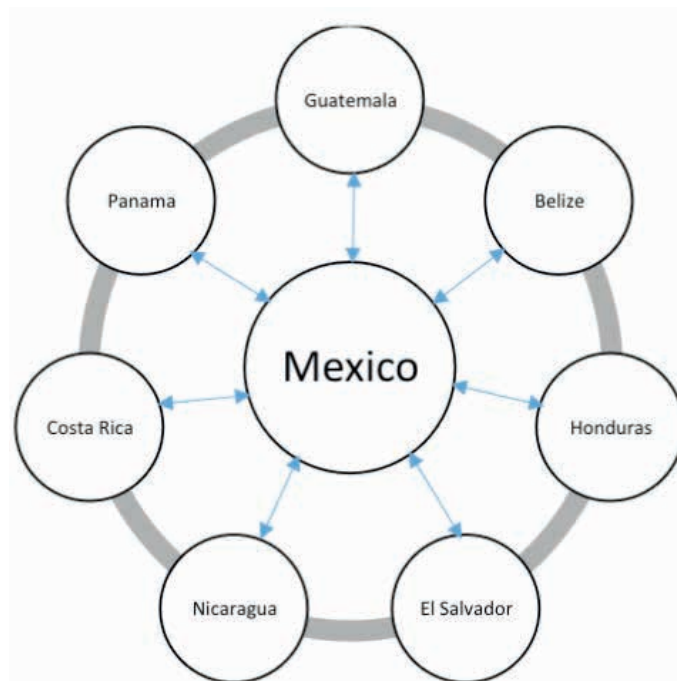 Guatemala
Panama
Belize
Mexico
Costa Rica
Honduras
Nicaragua
El Salvador